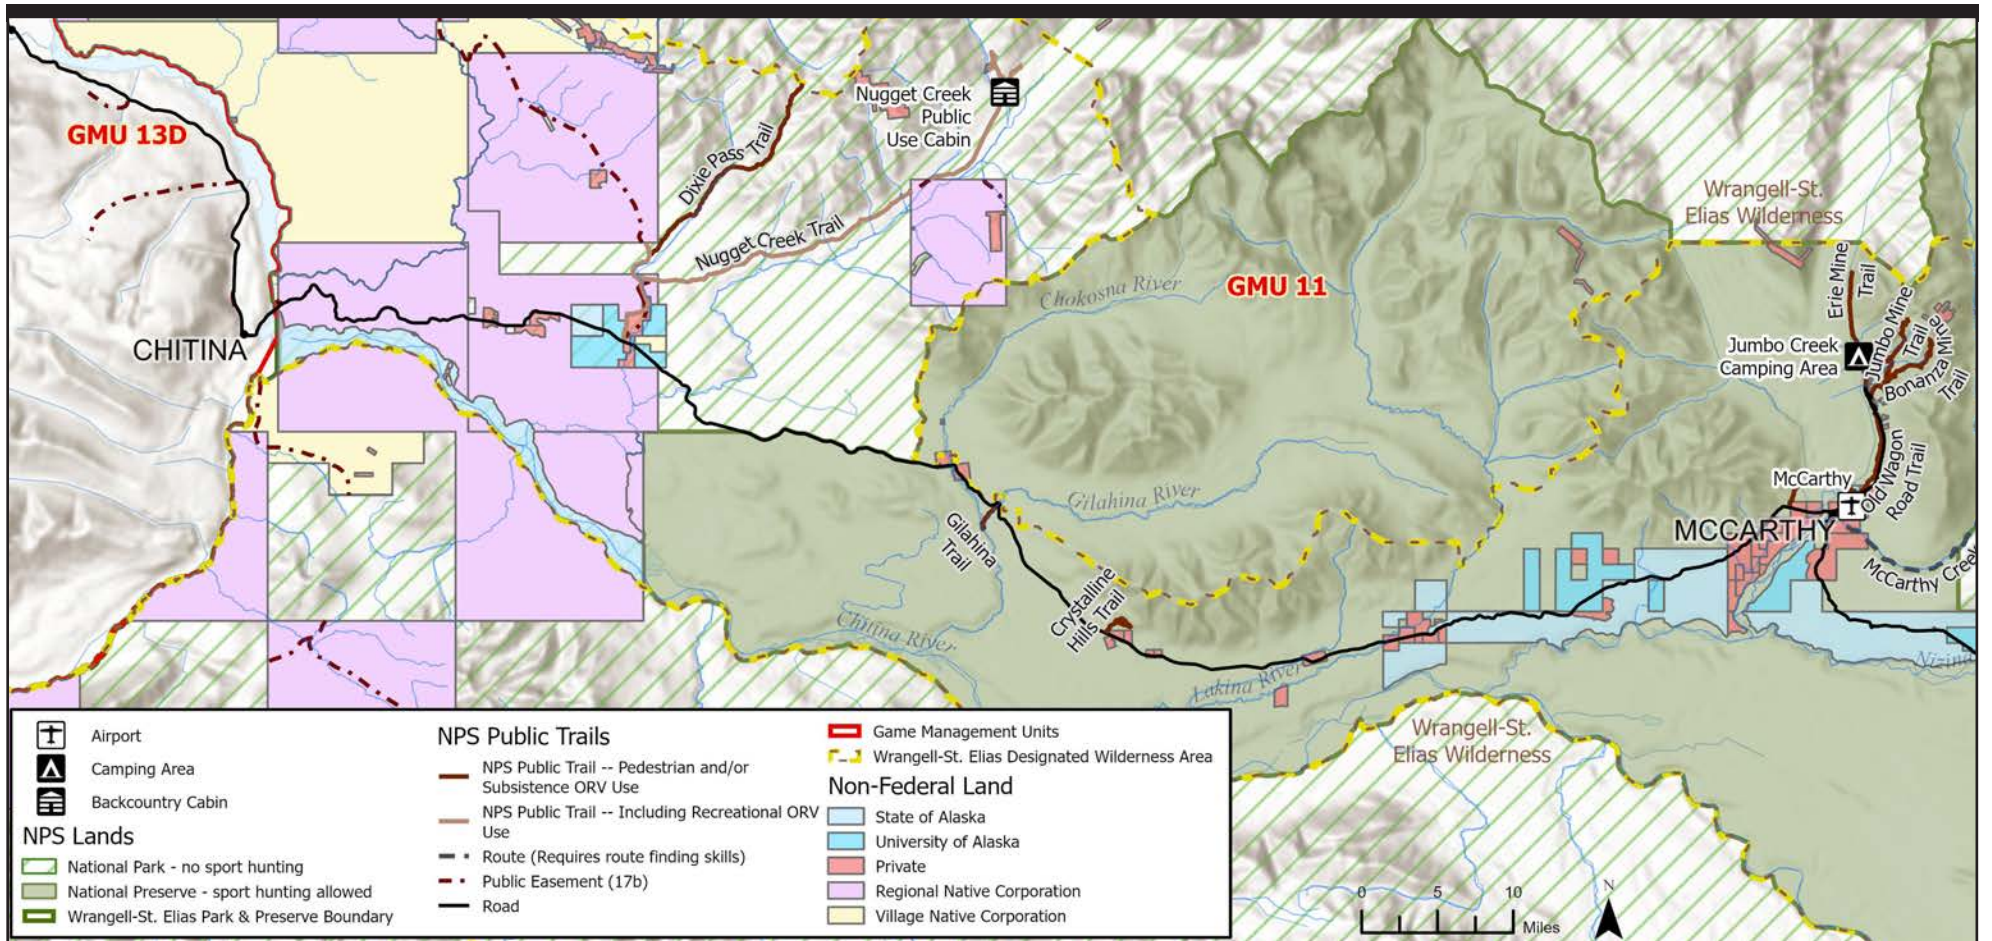 GMU 13D
Nugget Creek
Public
Use Cabin
Dixie Pass Trail
Nugget Creek Trail
Wrangell-St.
Elias Wilderness
Chokosna River
GMU 11
Erie Mine
Trail
Jumbo Mine
Trail
Bonanza Mine
Trail
CHITINA
Jumbo Creek
Camping Area
Gilahina River
McCarthy
Old Wagon
Road Trail
MCCARTHY
Gilahina
Trail
McCarthy Creek
Crystalline
Hills Trail
Chitina River
Lakina River
Nizina
Wrangell-St.
Elias Wilderness
Airport
Camping Area
Backcountry Cabin
NPS Lands
National Park - no sport hunting
National Preserve - sport hunting allowed
Wrangell-St. Elias Park & Preserve Boundary
NPS Public Trails
NPS Public Trail -- Pedestrian and/or
Subsistence ORV Use
NPS Public Trail -- Including Recreational ORV
Use
Route (Requires route finding skills)
Public Easement (17b)
Road
Game Management Units
Wrangell-St. Elias Designated Wilderness Area
Non-Federal Land
State of Alaska
University of Alaska
Private
Regional Native Corporation
Village Native Corporation
0 5 10
Miles
N